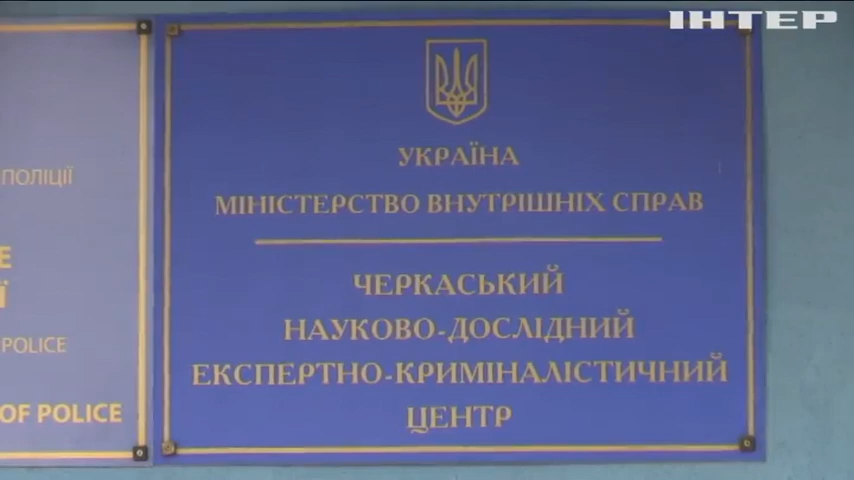 ІНТЕР
ПОЛІЦІЇ
Е
Ї
POLICE
OF POLICE
УКРАЇНА
МІНІСТЕРСТВО ВНУТРІШНІХ СПРАВ
ЧЕРКАСЬКИЙ
НАУКОВО-ДОСЛІДНИЙ
ЕКСПЕРТНО-КРИМІНАЛІСТИЧНИЙ
ЦЕНТР